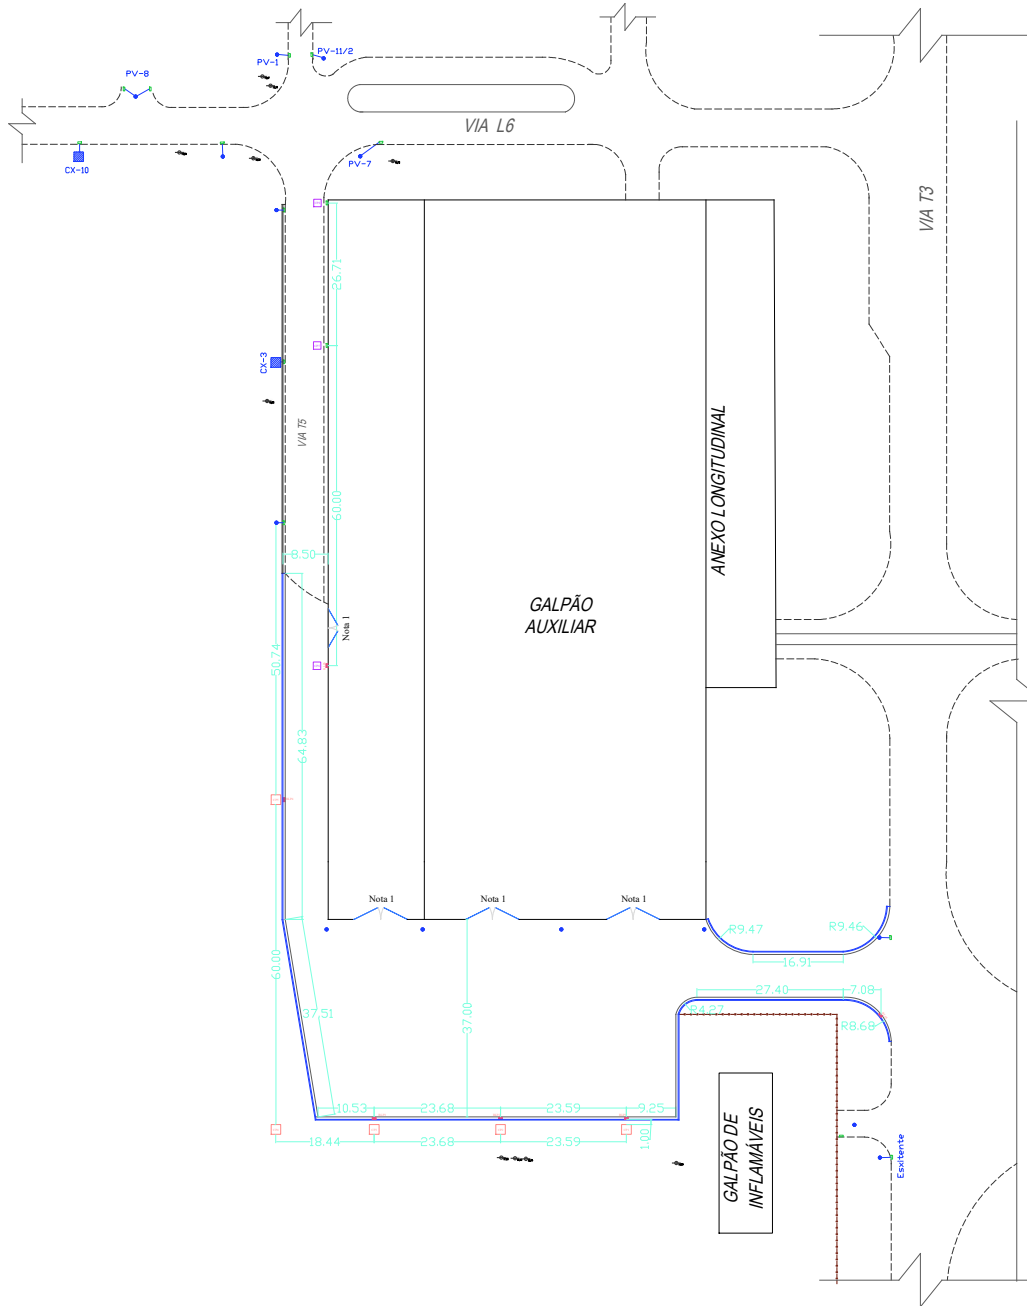 PV-1
PV-11/2
PV-8
VIA L6
CX-10
PV-7
VIA T3
26.71
CX-3
VIA T5
ANEXO LONGITUDINAL
60.00
8.50
GALPÃO
AUXILIAR
Nota 1
50.74
64.83
Nota 1
Nota 1
Nota 1
R9.47
R9.46
16.91
60.00
37.51
37.00
27.40
7.08
R4.27
R8.68
10.53
23.68
23.59
9.25
18.44
23.68
23.59
1.00
GALPÃO DE
INFLAMÁVEIS
Esxitente